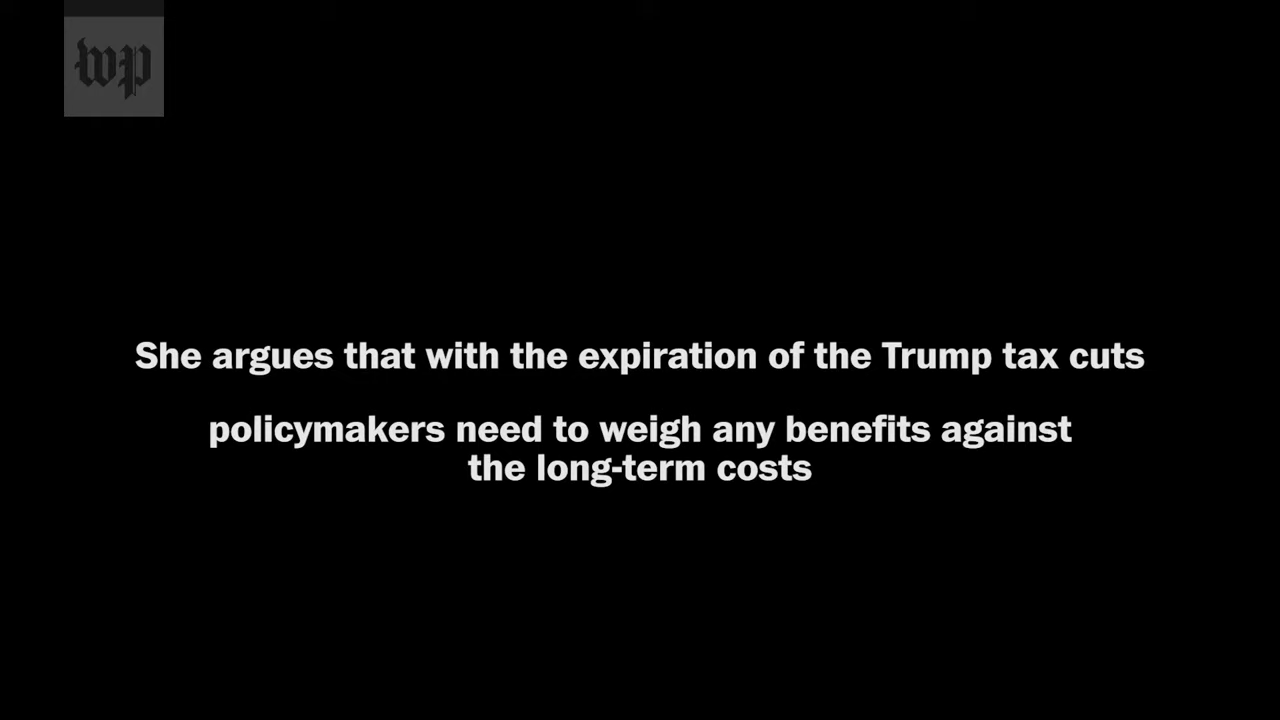 wp
She argues that with the expiration of the Trump tax cuts
policymakers need to weigh any benefits against
the long-term costs